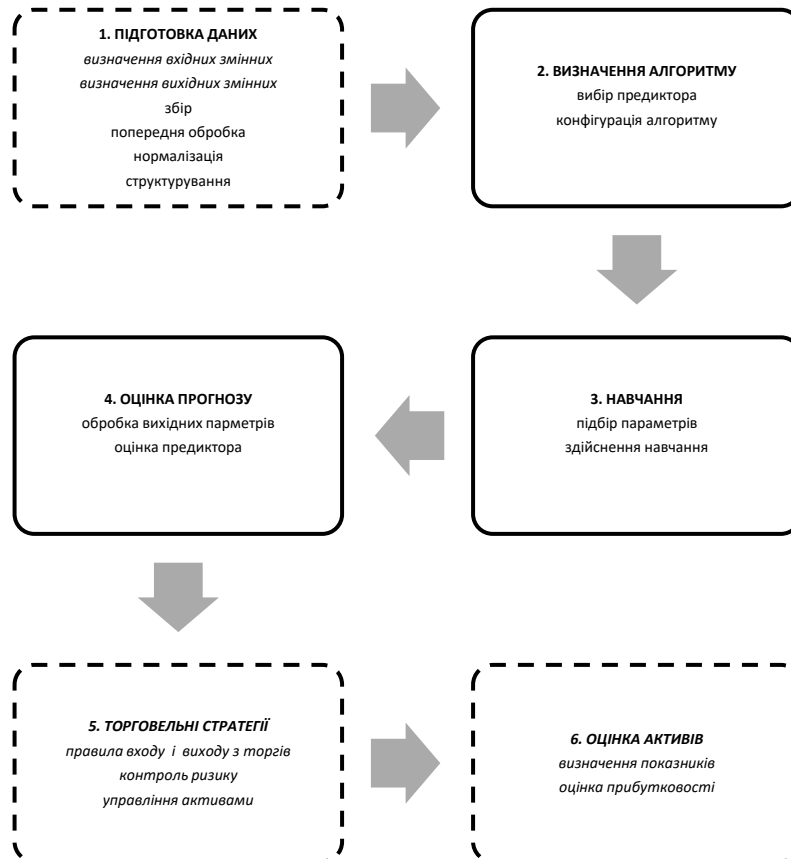 1. ПІДГОТОВКА ДАНИХ
визначення вхідних змінних
визначення вихідних змінних
збір
попередня обробка
нормалізація
структурування
2. ВИЗНАЧЕННЯ АЛГОРИТМУ
вибір предиктора
конфігурація алгоритму
3. НАВЧАННЯ
підбір параметрів
здійснення навчання
4. ОЦІНКА ПРОГНОЗУ
обробка вихідних парметрів
оцінка предиктора
5. ТОРГОВЕЛЬНІ СТРАТЕГІЇ
правила входу і виходу з торгів
контроль ризику
управління активами
6. ОЦІНКА АКТИВІВ
визначення показників
оцінка прибутковості